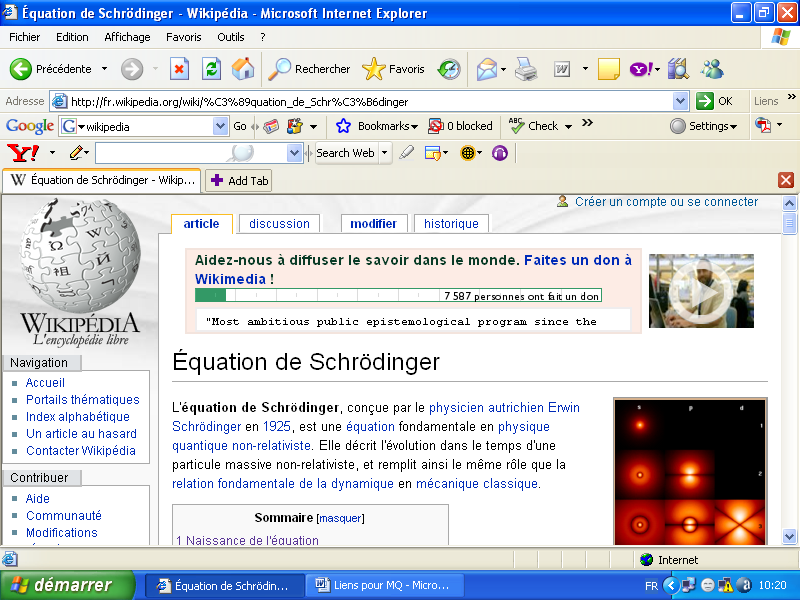 Équation de Schrödinger - Wikipédia - Microsoft Internet Explorer
Fichier Edition Affichage Favoris Outils ?
Précédente Rechercher Favoris
Adresse http://fr.wikipedia.org/wiki/%C3%89quation_de_Schr%C3%B6dinger OK Liens »
Google G wikipedia Go Bookmarks 0 blocked ABC Check » Settings
Y! Search Web
W Équation de Schrödinger - Wikip... Add Tab
Créer un compte ou se connecter
article discussion modifier historique
Aidez-nous à diffuser le savoir dans le monde. Faites un don à
Wikimedia !
7 587 personnes ont fait un don
"Most ambitious public epistemological program since the
WIKIPÉDIA
L'encyclopédie libre
Navigation
Accueil
Portails thématiques
Index alphabétique
Un article au hasard
Contacter Wikipédia
Contribuer
Aide
Communauté
Modifications
Équation de Schrödinger
L'équation de Schrödinger, conçue par le physicien autrichien Erwin
Schrödinger en 1925, est une équation fondamentale en physique
quantique non-relativiste. Elle décrit l'évolution dans le temps d'une
particule massive non-relativiste, et remplit ainsi le même rôle que la
relation fondamentale de la dynamique en mécanique classique.
s p d
1
2
3
Sommaire [masquer]
1 Naissance de l'équation
Internet
démarrer Équation de Schrödin... Liens pour MQ - Micro... FR 10:20